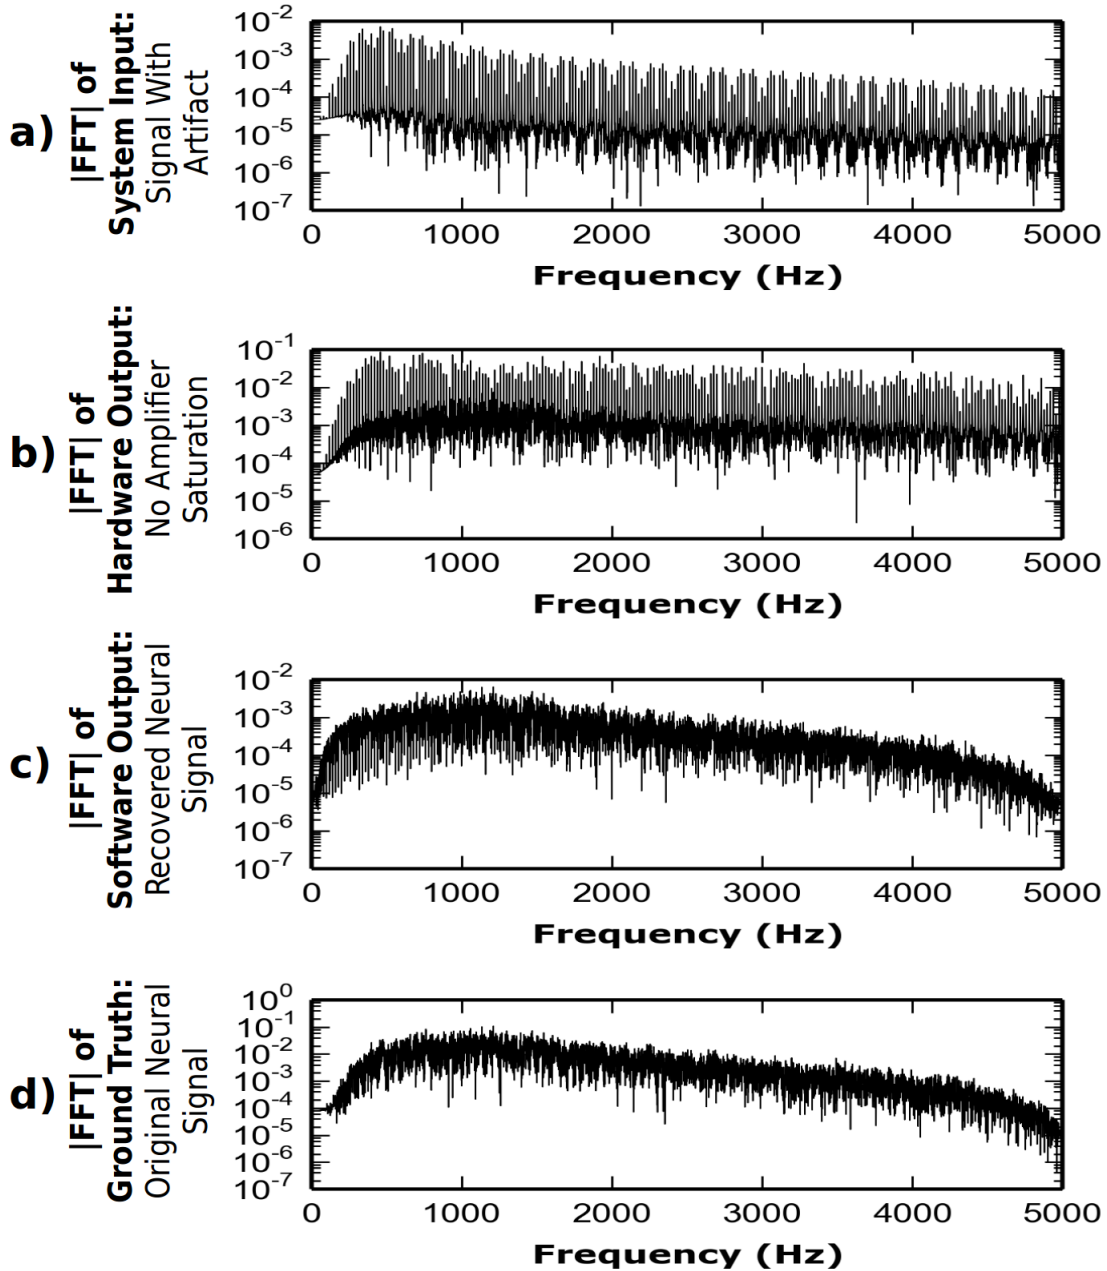 a)
|FFT| of
System Input:
Signal With
Artifact
10-2
10-3
10-4
10-5
10-6
10-7
0 1000 2000 3000 4000 5000
Frequency (Hz)
b)
|FFT| of
Hardware Output:
No Amplifier
Saturation
10-1
10-2
10-3
10-4
10-5
10-6
0 1000 2000 3000 4000 5000
Frequency (Hz)
c)
|FFT| of
Software Output:
Recovered Neural
Signal
10-2
10-3
10-4
10-5
10-6
10-7
0 1000 2000 3000 4000 5000
Frequency (Hz)
d)
|FFT| of
Ground Truth:
Original Neural
Signal
100
10-1
10-2
10-3
10-4
10-5
10-6
10-7
0 1000 2000 3000 4000 5000
Frequency (Hz)